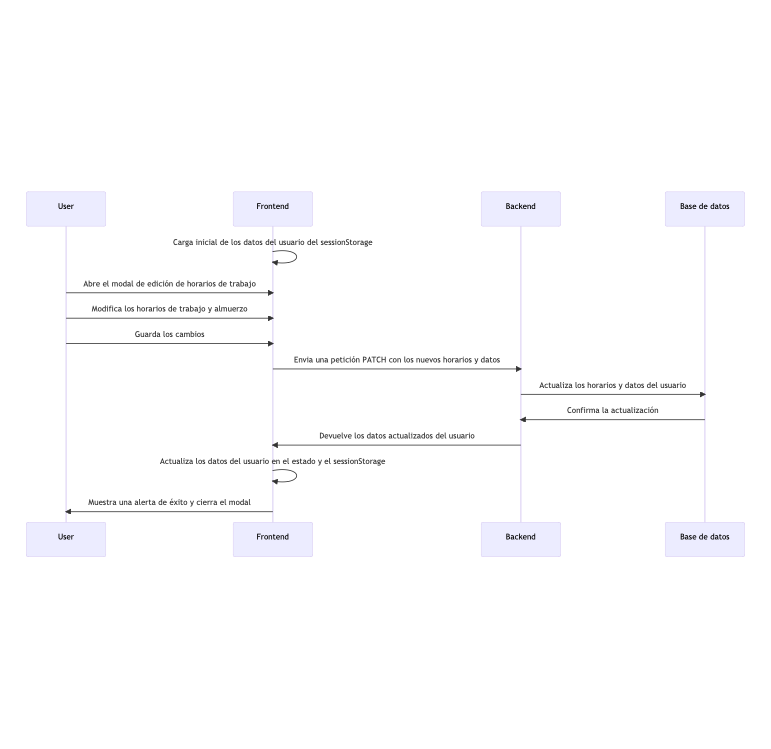 User
Frontend
Backend
Base de datos
Carga inicial de los datos del usuario del sessionStorage
Abre el modal de edición de horarios de trabajo
Modifica los horarios de trabajo y almuerzo
Guarda los cambios
Envia una petición PATCH con los nuevos horarios y datos
Actualiza los horarios y datos del usuario
Confirma la actualización
Devuelve los datos actualizados del usuario
Actualiza los datos del usuario en el estado y el sessionStorage
Muestra una alerta de éxito y cierra el modal
User
Frontend
Backend
Base de datos